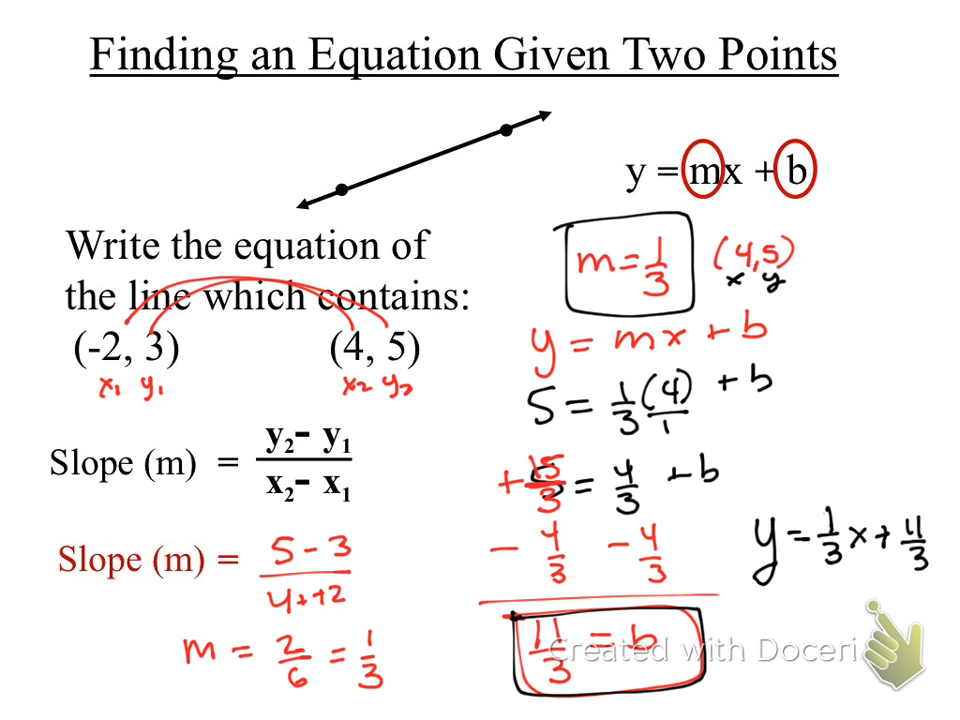 Finding an Equation Given Two Points
y = mx + b
Write the equation of
the line which contains:
(-2, 3) (4, 5)
x1 y1 x2 y2
Slope (m) = y2 - y1
x2 - x1
Slope (m) = 5 - 3
4 + +2
m = 2/6 = 1/3
m = 1/3 (4,5)
x y
y = mx + b
5 = 1/3 (4)/1 + b
+ 15/3 = 4/3 + b
- 4/3 - 4/3
11/3 = b
y = 1/3 x + 11/3
Created with Doceri